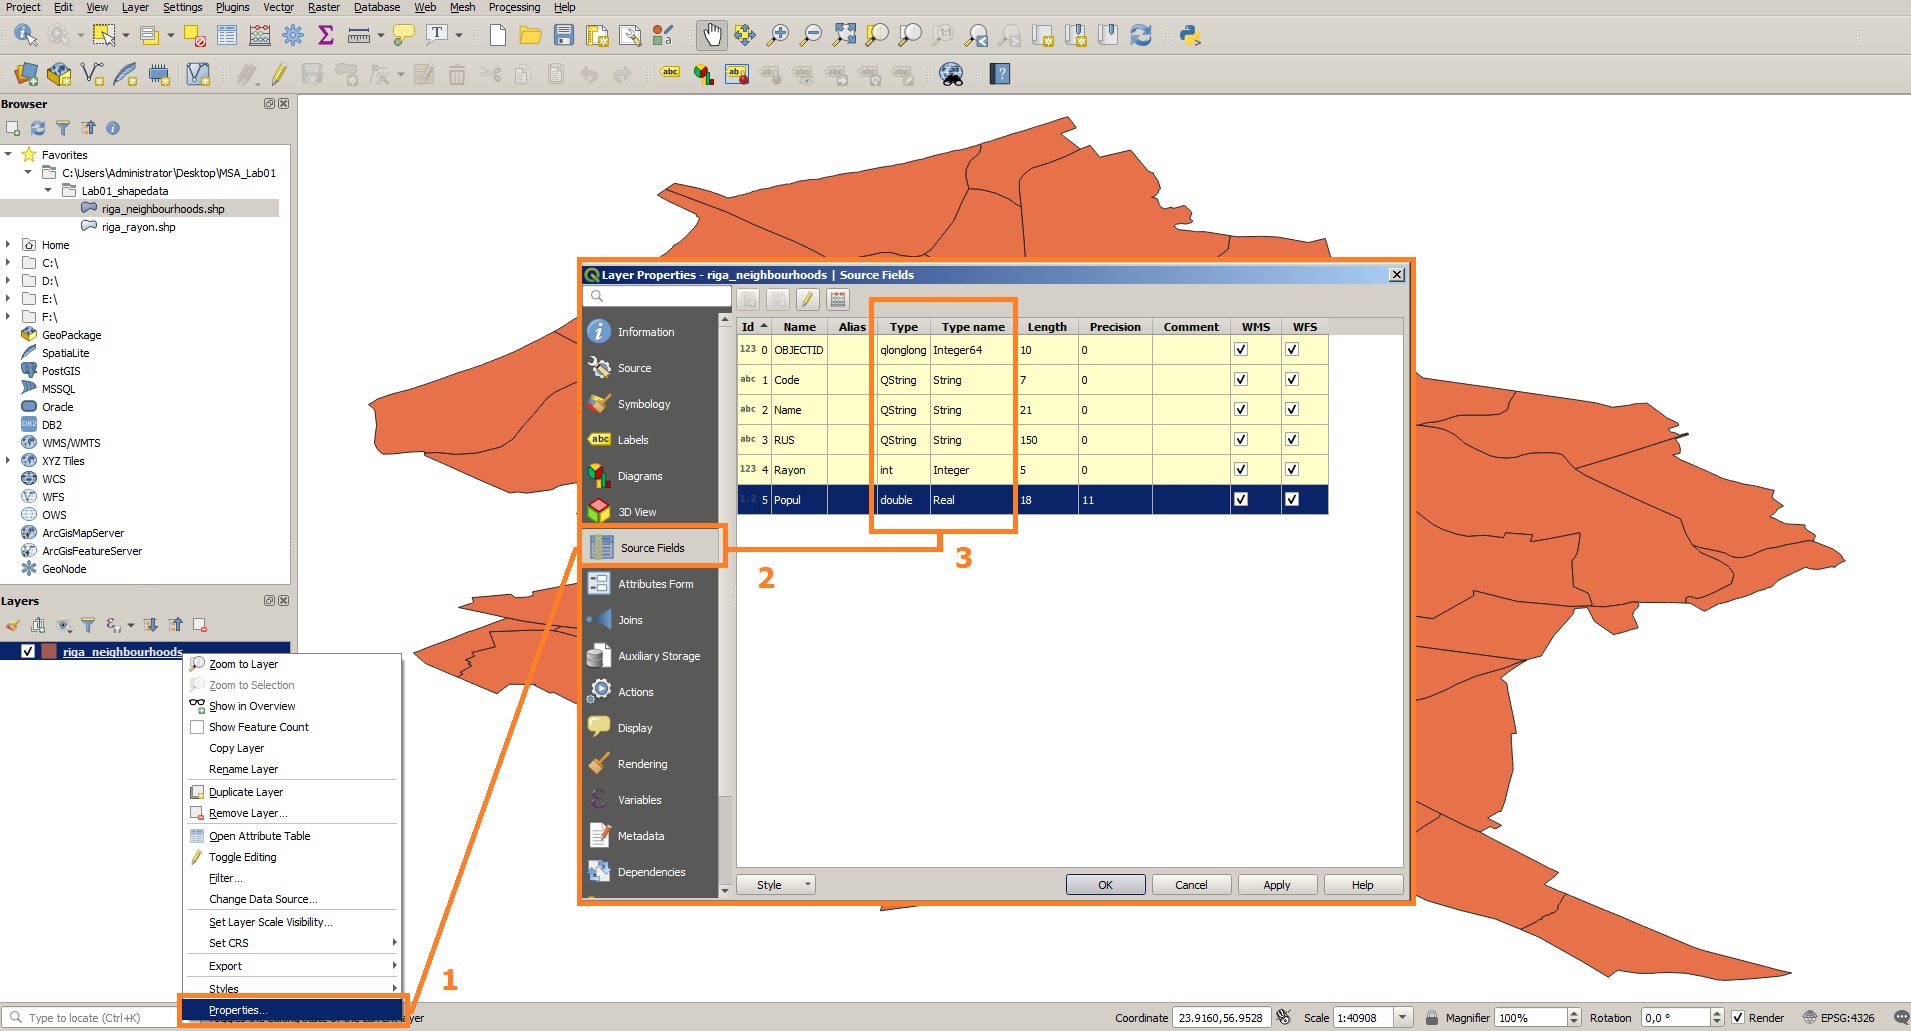 Project Edit View Layer Settings Plugins Vector Raster Database Web Mesh Processing Help
Browser
Favorites
C:\Users\Administrator\Desktop\MSA_Lab01
Lab01_shapedata
riga_neighbourhoods.shp
riga_rayon.shp
Home
C:\
D:\
E:\
F:\
GeoPackage
SpatiaLite
PostGIS
MSSQL
Oracle
DB2
WMS/WMTS
XYZ Tiles
WCS
WFS
OWS
ArcGisMapServer
ArcGisFeatureServer
GeoNode
Layers
riga_neighbourhoods
Zoom to Layer
Zoom to Selection
Show in Overview
Show Feature Count
Copy Layer
Rename Layer
Duplicate Layer
Remove Layer...
Open Attribute Table
Toggle Editing
Filter...
Change Data Source...
Set Layer Scale Visibility...
Set CRS
Export
Styles
Properties...
1
Layer Properties - riga_neighbourhoods | Source Fields
Information
Source
Symbology
Labels
Diagrams
3D View
Source Fields
Attributes Form
Joins
Auxiliary Storage
Actions
Display
Rendering
Variables
Metadata
Dependencies
2
3
Id Name Alias Type Type name Length Precision Comment WMS WFS
123 0 OBJECTID qlonglong Integer64 10 0
abc 1 Code QString String 7 0
abc 2 Name QString String 21 0
abc 3 RUS QString String 150 0
123 4 Rayon int Integer 5 0
1.2 5 Popul double Real 18 11
Style OK Cancel Apply Help
Type to locate (Ctrl+K)
Coordinate 23.9160,56.9528 Scale 1:40908 Magnifier 100% Rotation 0,0 ° Render EPSG:4326